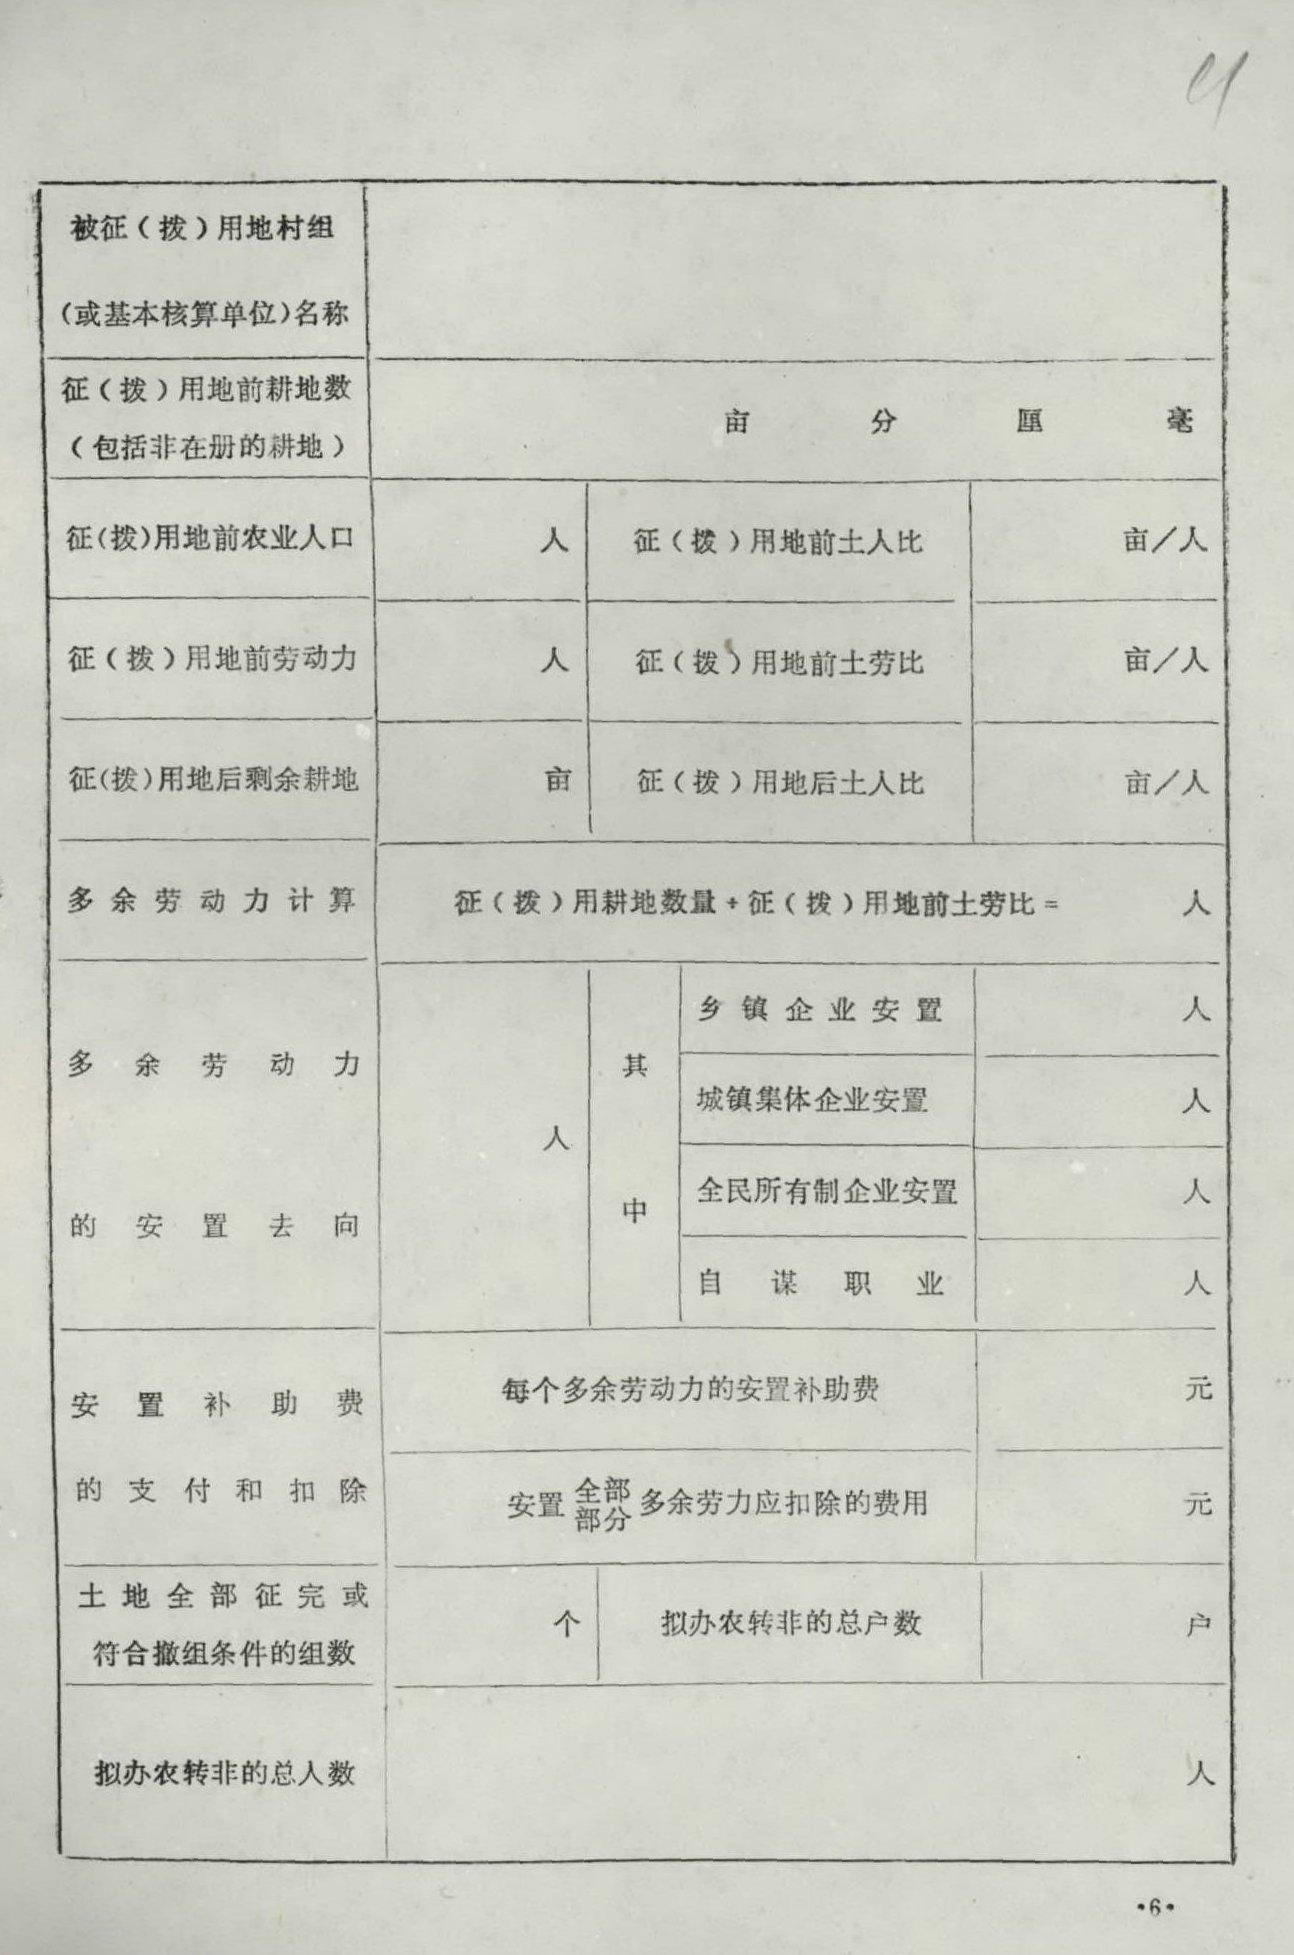 被征（拨）用地村组
（或基本核算单位）名称
征（拨）用地前耕地数
（包括非在册的耕地）
亩 分 厘 毫
征（拨）用地前农业人口 人 征（拨）用地前土人比 亩／人
征（拨）用地前劳动力 人 征（拨）用地前土劳比 亩／人
征（拨）用地后剩余耕地 亩 征（拨）用地后土人比 亩／人
多余劳动力计算 征（拨）用耕地数量÷征（拨）用地前土劳比＝ 人
多余劳动力
的安置去向
人
其
中
乡镇企业安置 人
城镇集体企业安置 人
全民所有制企业安置 人
自谋职业 人
安置补助费
的支付和扣除
每个多余劳动力的安置补助费 元
安置全部
部分多余劳力应扣除的费用 元
土地全部征完或
符合撤组条件的组数
个 拟办农转非的总户数 户
拟办农转非的总人数 人
•6•